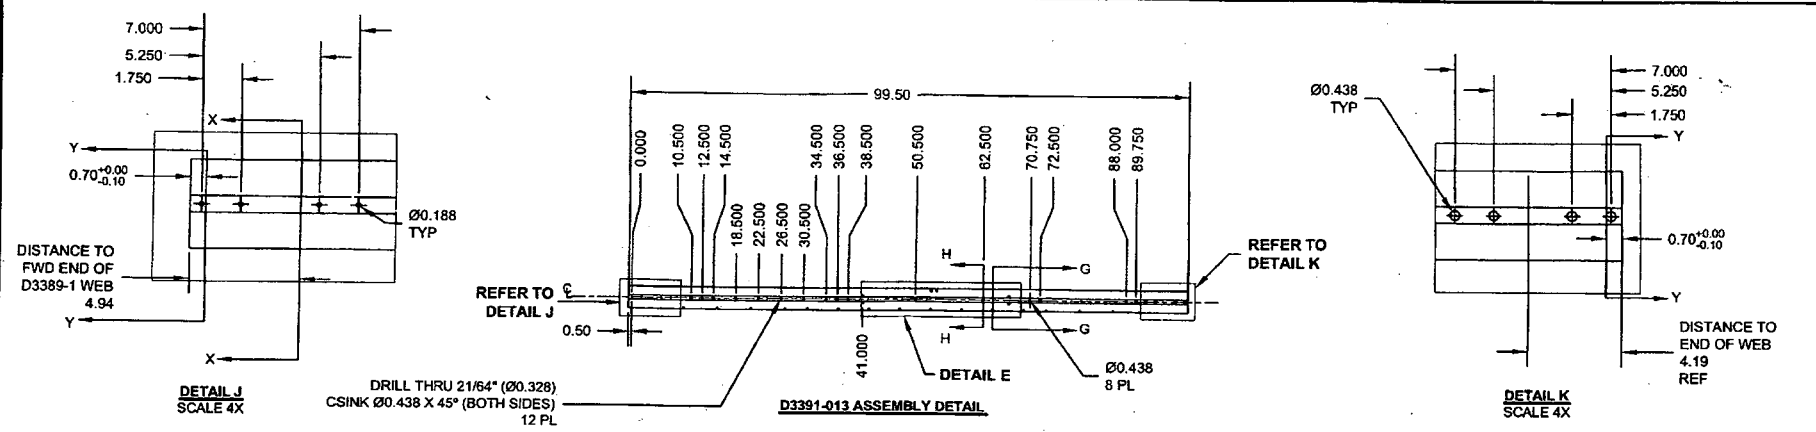 7.000
5.250
1.750
X
Y
0.70 +0.00 -0.10
Ø0.188
TYP
DISTANCE TO
FWD END OF
D3389-1 WEB
4.94
Y
X
DETAIL J
SCALE 4X
99.50
0.000
10.500
12.500
14.500
18.500
22.500
26.500
30.500
34.500
36.500
38.500
50.500
62.500
70.750
72.500
88.000
89.750
H
G
REFER TO
DETAIL K
REFER TO
DETAIL J
℄
0.50
41.000
H
G
DETAIL E
Ø0.438
8 PL
DRILL THRU 21/64" (Ø0.328)
CSINK Ø0.438 X 45° (BOTH SIDES)
12 PL
D3391-013 ASSEMBLY DETAIL
Ø0.438
TYP
7.000
5.250
1.750
Y
0.70 +0.00 -0.10
Y
DISTANCE TO
END OF WEB
4.19
REF
DETAIL K
SCALE 4X